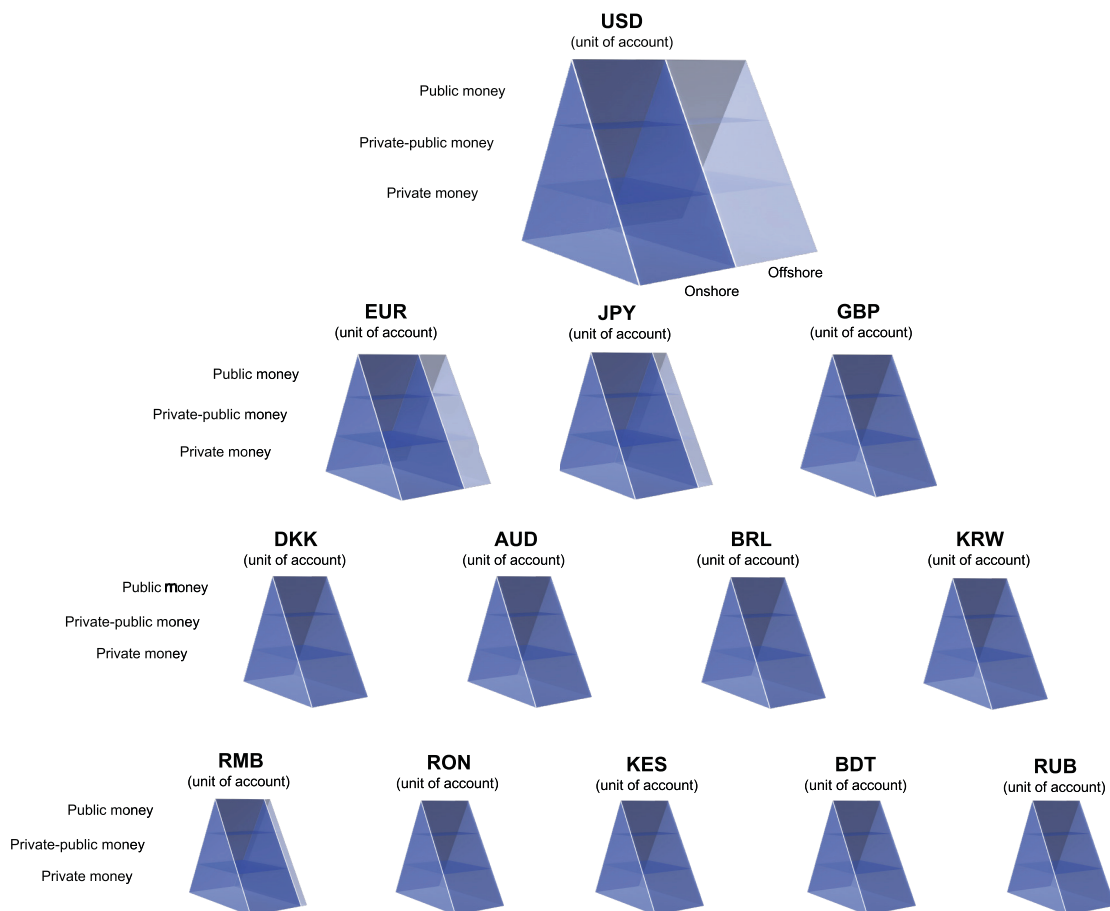 USD
(unit of account)
Public money
Private-public money
Private money
Offshore
Onshore
EUR
(unit of account)
JPY
(unit of account)
GBP
(unit of account)
Public money
Private-public money
Private money
DKK
(unit of account)
AUD
(unit of account)
BRL
(unit of account)
KRW
(unit of account)
Public money
Private-public money
Private money
RMB
(unit of account)
RON
(unit of account)
KES
(unit of account)
BDT
(unit of account)
RUB
(unit of account)
Public money
Private-public money
Private money